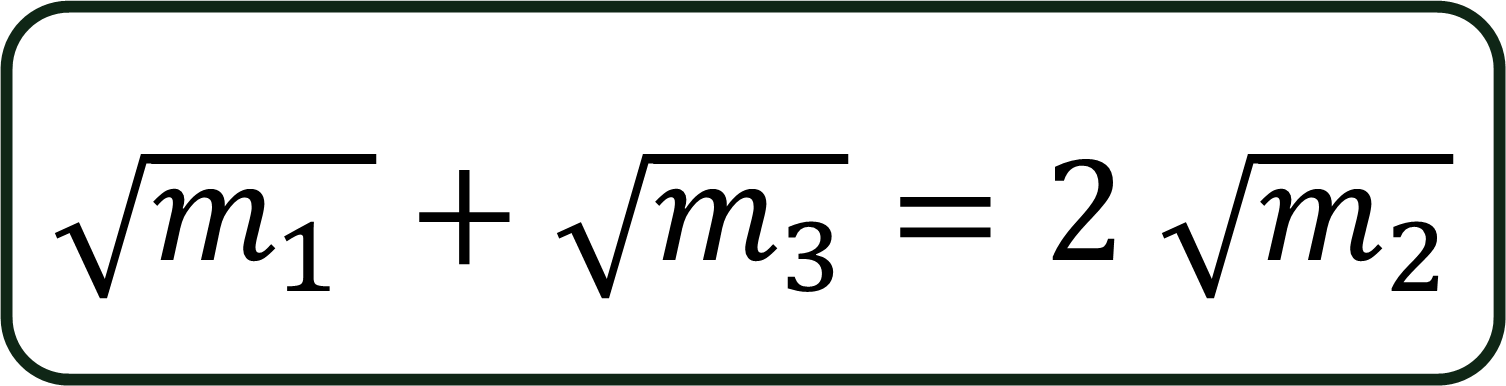 √m₁ + √m₃ = 2 √m₂